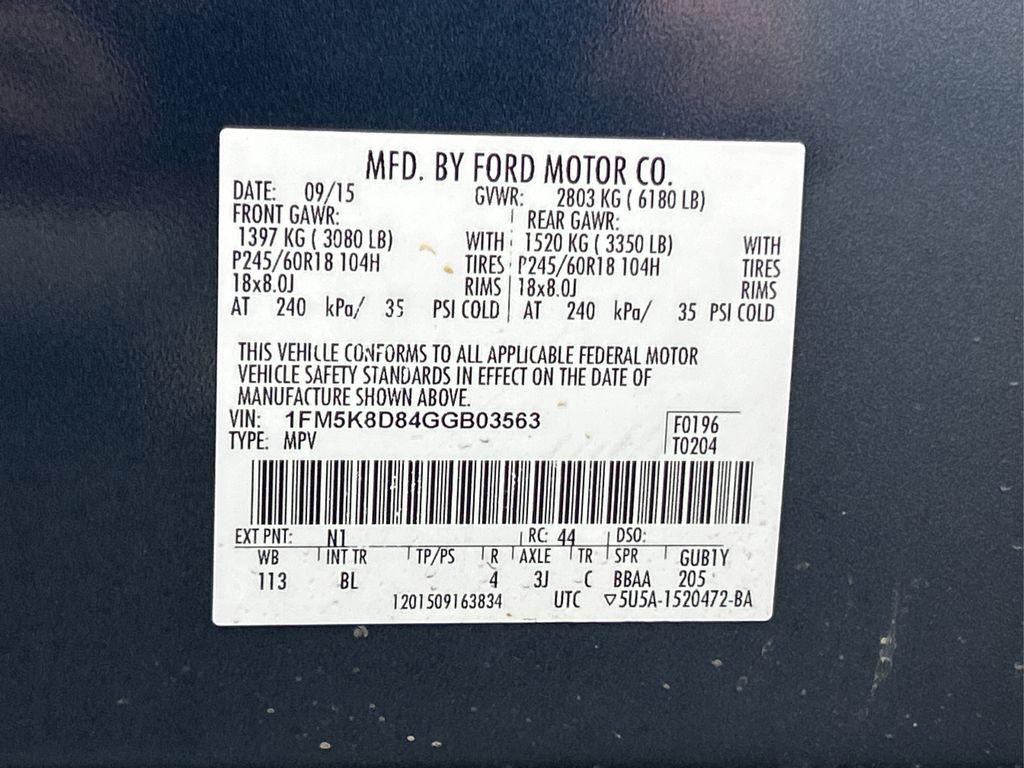 MFD. BY FORD MOTOR CO.
DATE: 09/15 GVWR: 2803 KG ( 6180 LB)
FRONT GAWR: REAR GAWR:
1397 KG ( 3080 LB) WITH 1520 KG ( 3350 LB) WITH
P245/60R18 104H TIRES P245/60R18 104H TIRES
18x8.0J RIMS 18x8.0J RIMS
AT 240 kPa/ 35 PSI COLD AT 240 kPa/ 35 PSI COLD
THIS VEHICLE CONFORMS TO ALL APPLICABLE FEDERAL MOTOR
VEHICLE SAFETY STANDARDS IN EFFECT ON THE DATE OF
MANUFACTURE SHOWN ABOVE.
VIN: 1FM5K8D84GGB03563 F0196
TYPE: MPV T0204
EXT PNT: N1 RC: 44 DSO:
WB INT TR TP/PS R AXLE TR SPR GUB1Y
113 BL 4 3J C BBAA 205
1201509163834 UTC ▽5U5A-1520472-BA